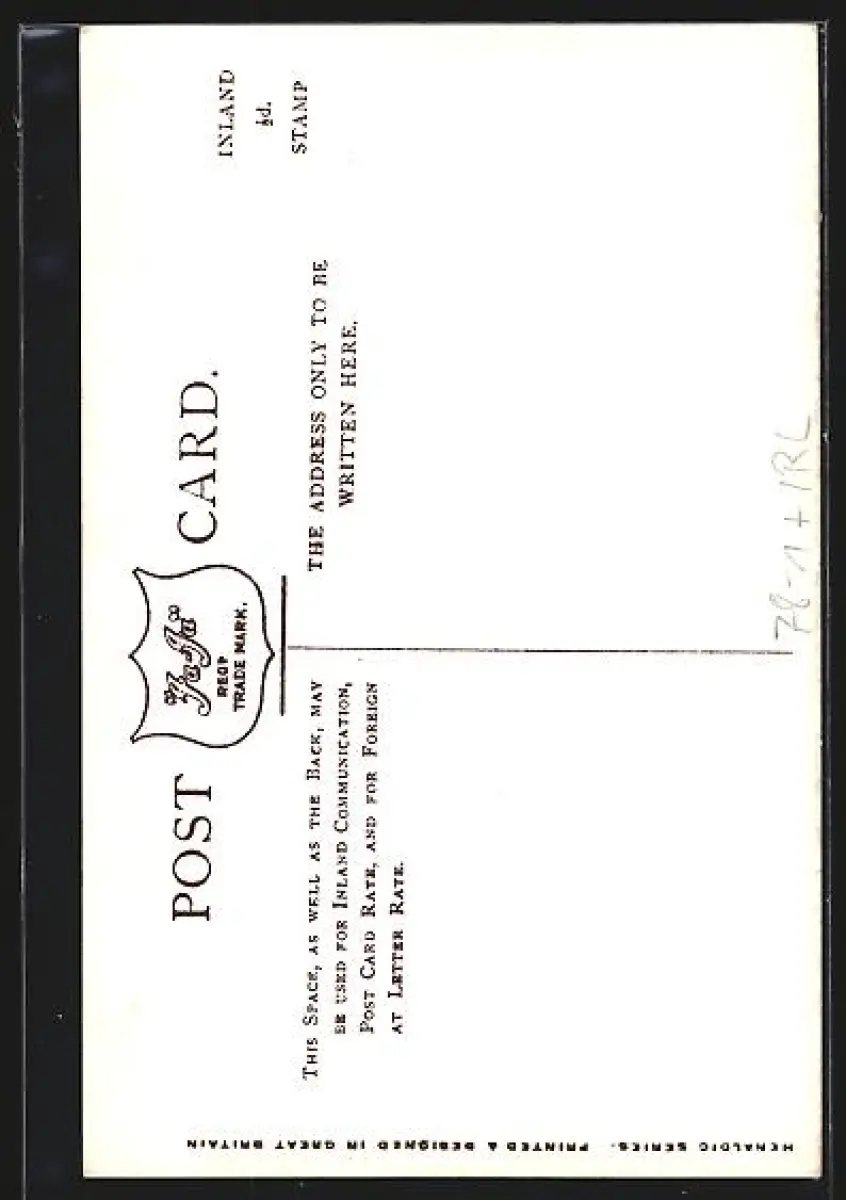 POST CARD.
Ja-Ja
REGD
TRADE MARK.
INLAND
½d.
STAMP
THIS SPACE, AS WELL AS THE BACK, MAY
BE USED FOR INLAND COMMUNICATION,
POST CARD RATE, AND FOR FOREIGN
AT LETTER RATE.
THE ADDRESS ONLY TO BE
WRITTEN HERE.
HERALDIC SERIES. PRINTED & DESIGNED IN GREAT BRITAIN
+ IRL